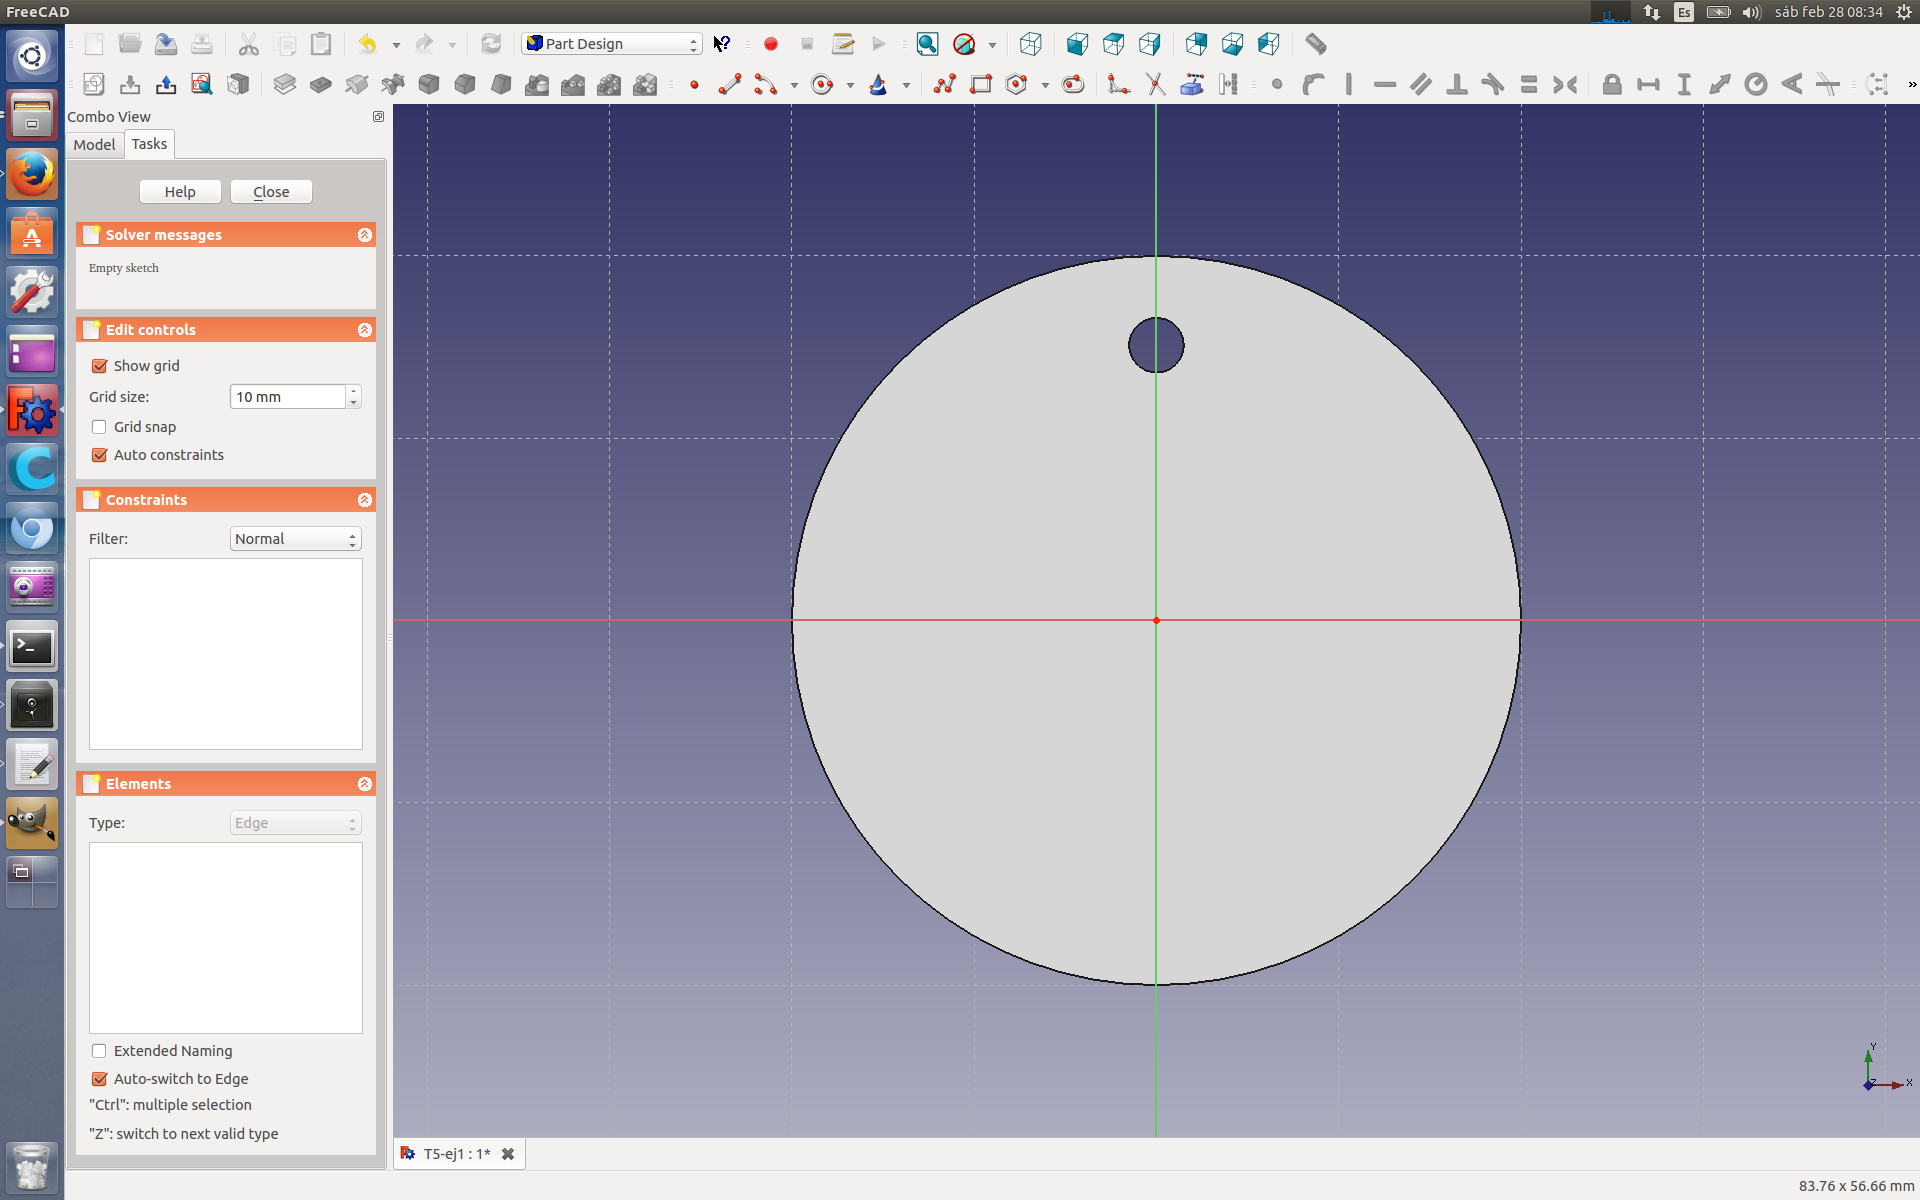 FreeCAD
Es
sáb feb 28 08:34
Part Design
Combo View
Model
Tasks
Help
Close
Solver messages
Empty sketch
Edit controls
Show grid
Grid size:
10 mm
Grid snap
Auto constraints
Constraints
Filter:
Normal
Elements
Type:
Edge
Extended Naming
Auto-switch to Edge
"Ctrl": multiple selection
"Z": switch to next valid type
Y
Z
X
T5-ej1 : 1*
83.76 x 56.66 mm